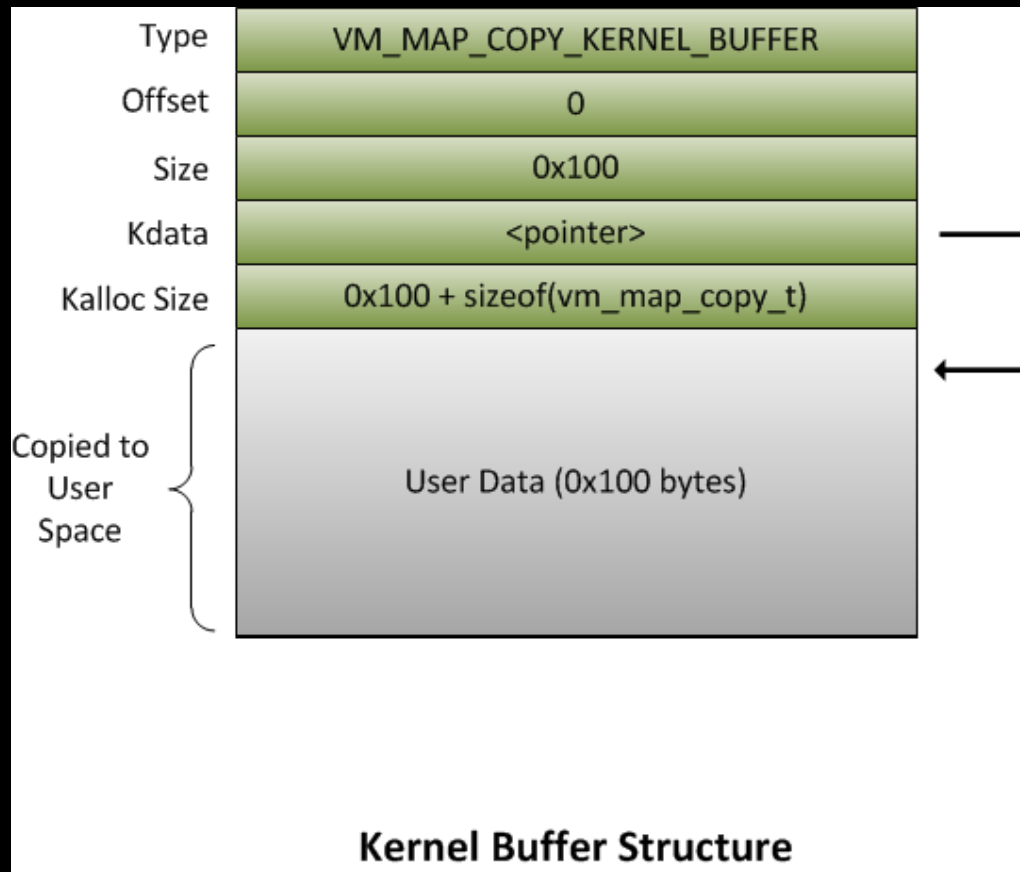 Type VM_MAP_COPY_KERNEL_BUFFER
Offset 0
Size 0x100
Kdata <pointer>
Kalloc Size 0x100 + sizeof(vm_map_copy_t)
Copied to
User
Space
User Data (0x100 bytes)
Kernel Buffer Structure